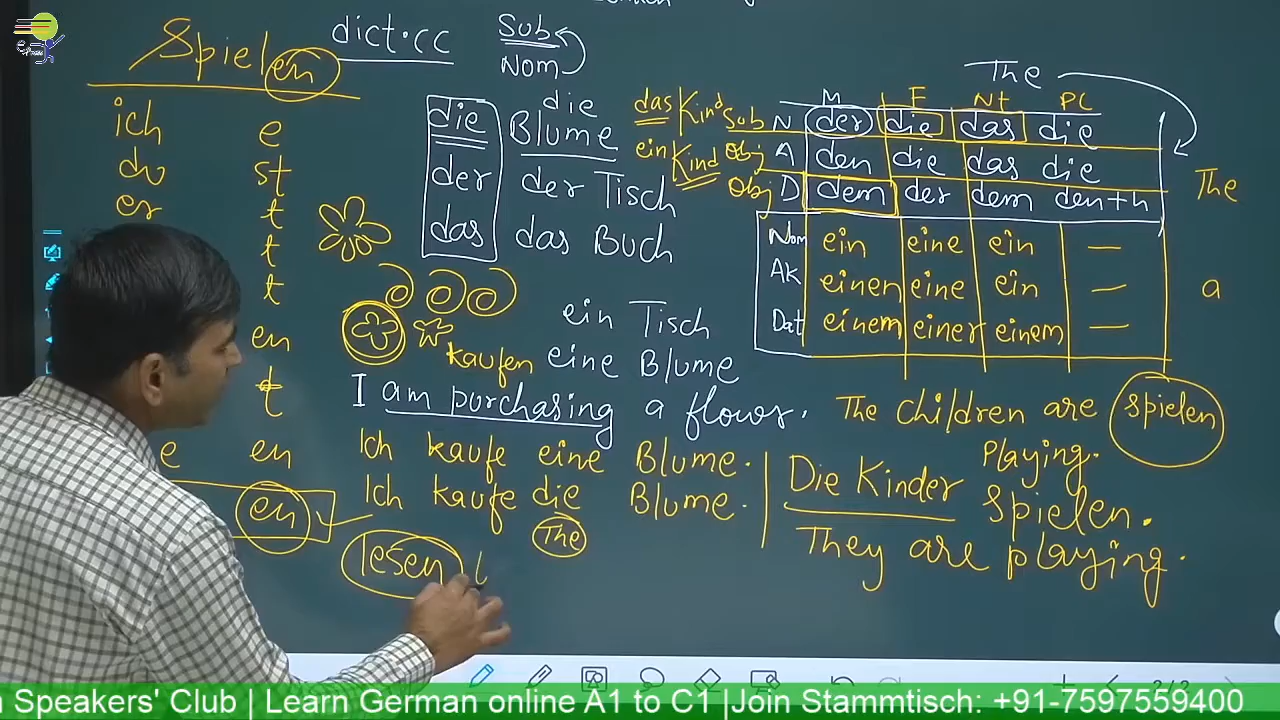 Spielen
ich e
du st
er t
t
t
en
t
e en
en
dict.cc
Sub
Nom
die
der
das
die
Blume
der Tisch
das Buch
das Kind
ein Kind
ein Tisch
kaufen eine Blume
I am purchasing a flower.
Ich kaufe eine Blume.
Ich kaufe die Blume.
The
lesen
The
M F Nt PL
Sub N der die das die
Obj A den die das die
Obj D dem der dem den+n
The
Nom ein eine ein —
Ak einen eine ein —
Dat einem einer einem —
a
The children are spielen
Playing.
Die Kinder spielen.
They are playing.
2/2
Speakers' Club | Learn German online A1 to C1 |Join Stammtisch: +91-7597559400